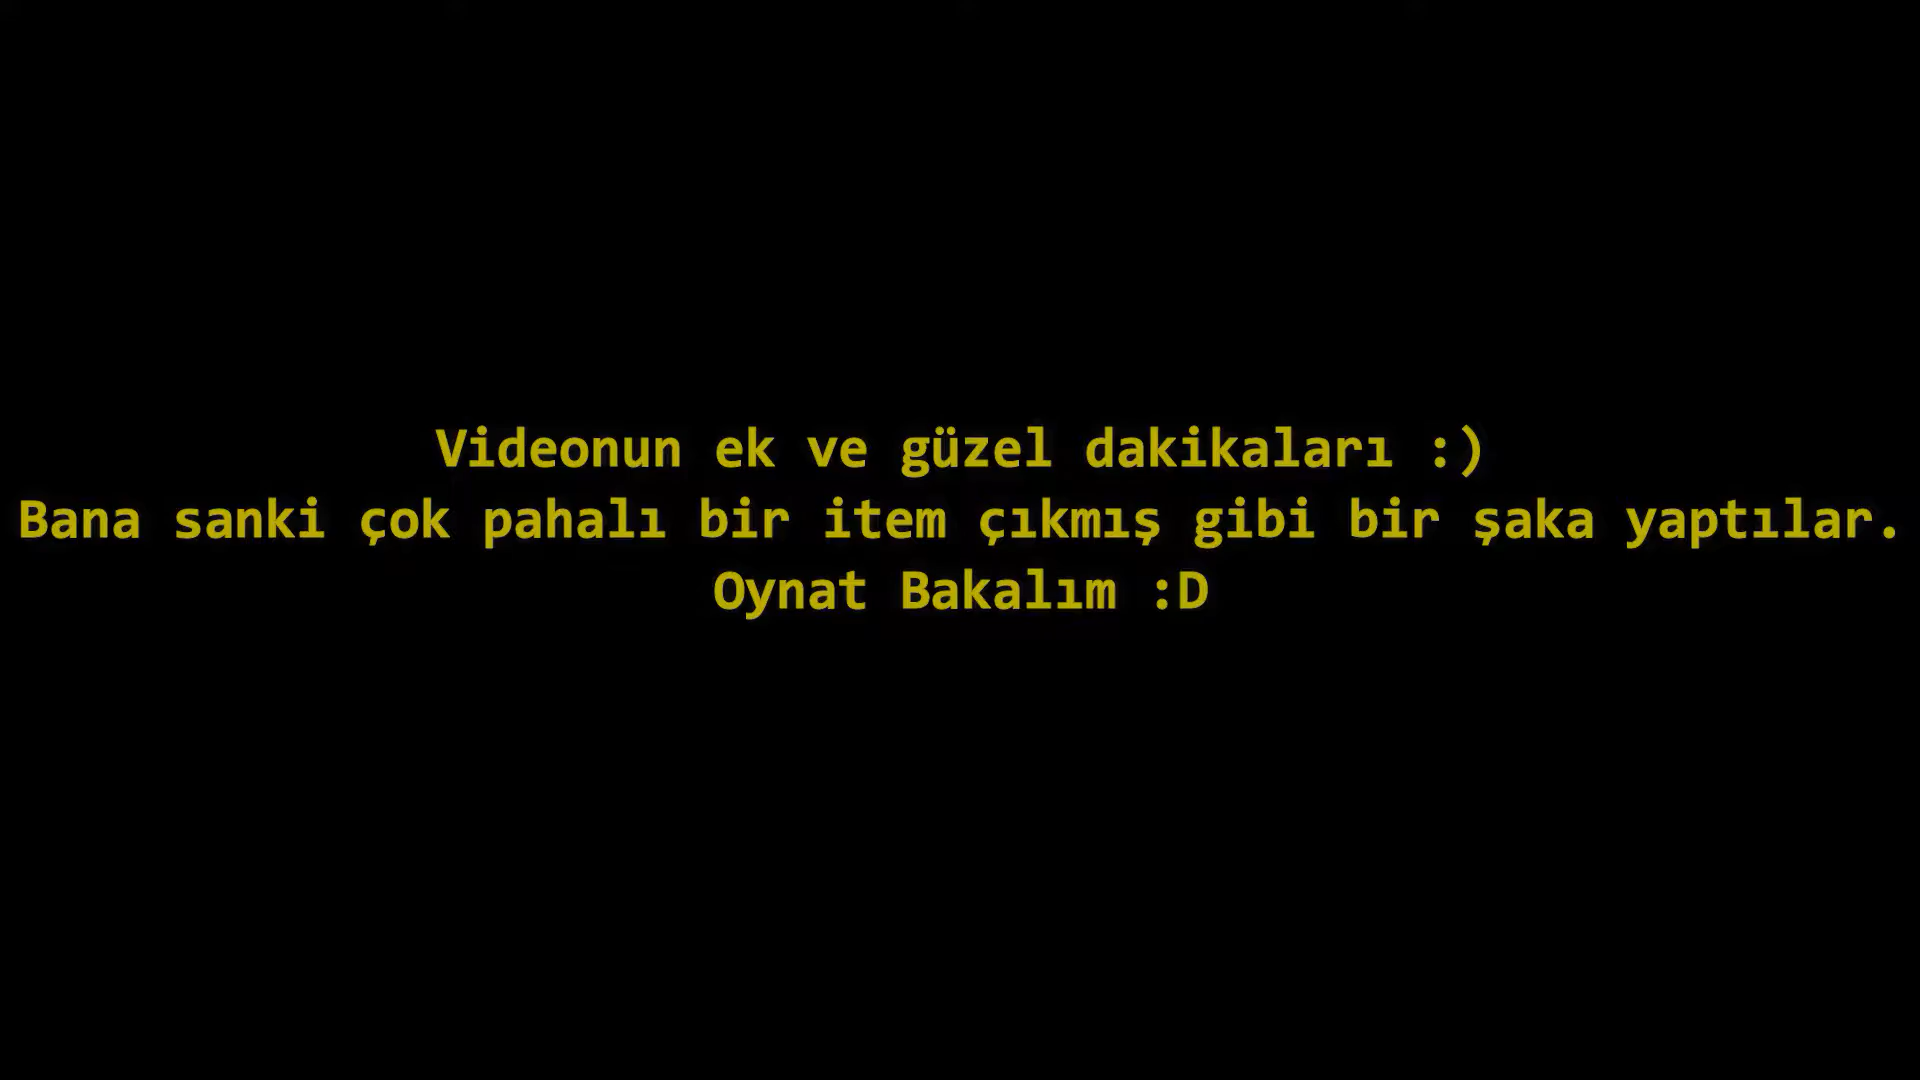 Videonun ek ve güzel dakikaları :)
Bana sanki çok pahalı bir item çıkmış gibi bir şaka yaptılar.
Oynat Bakalım :D